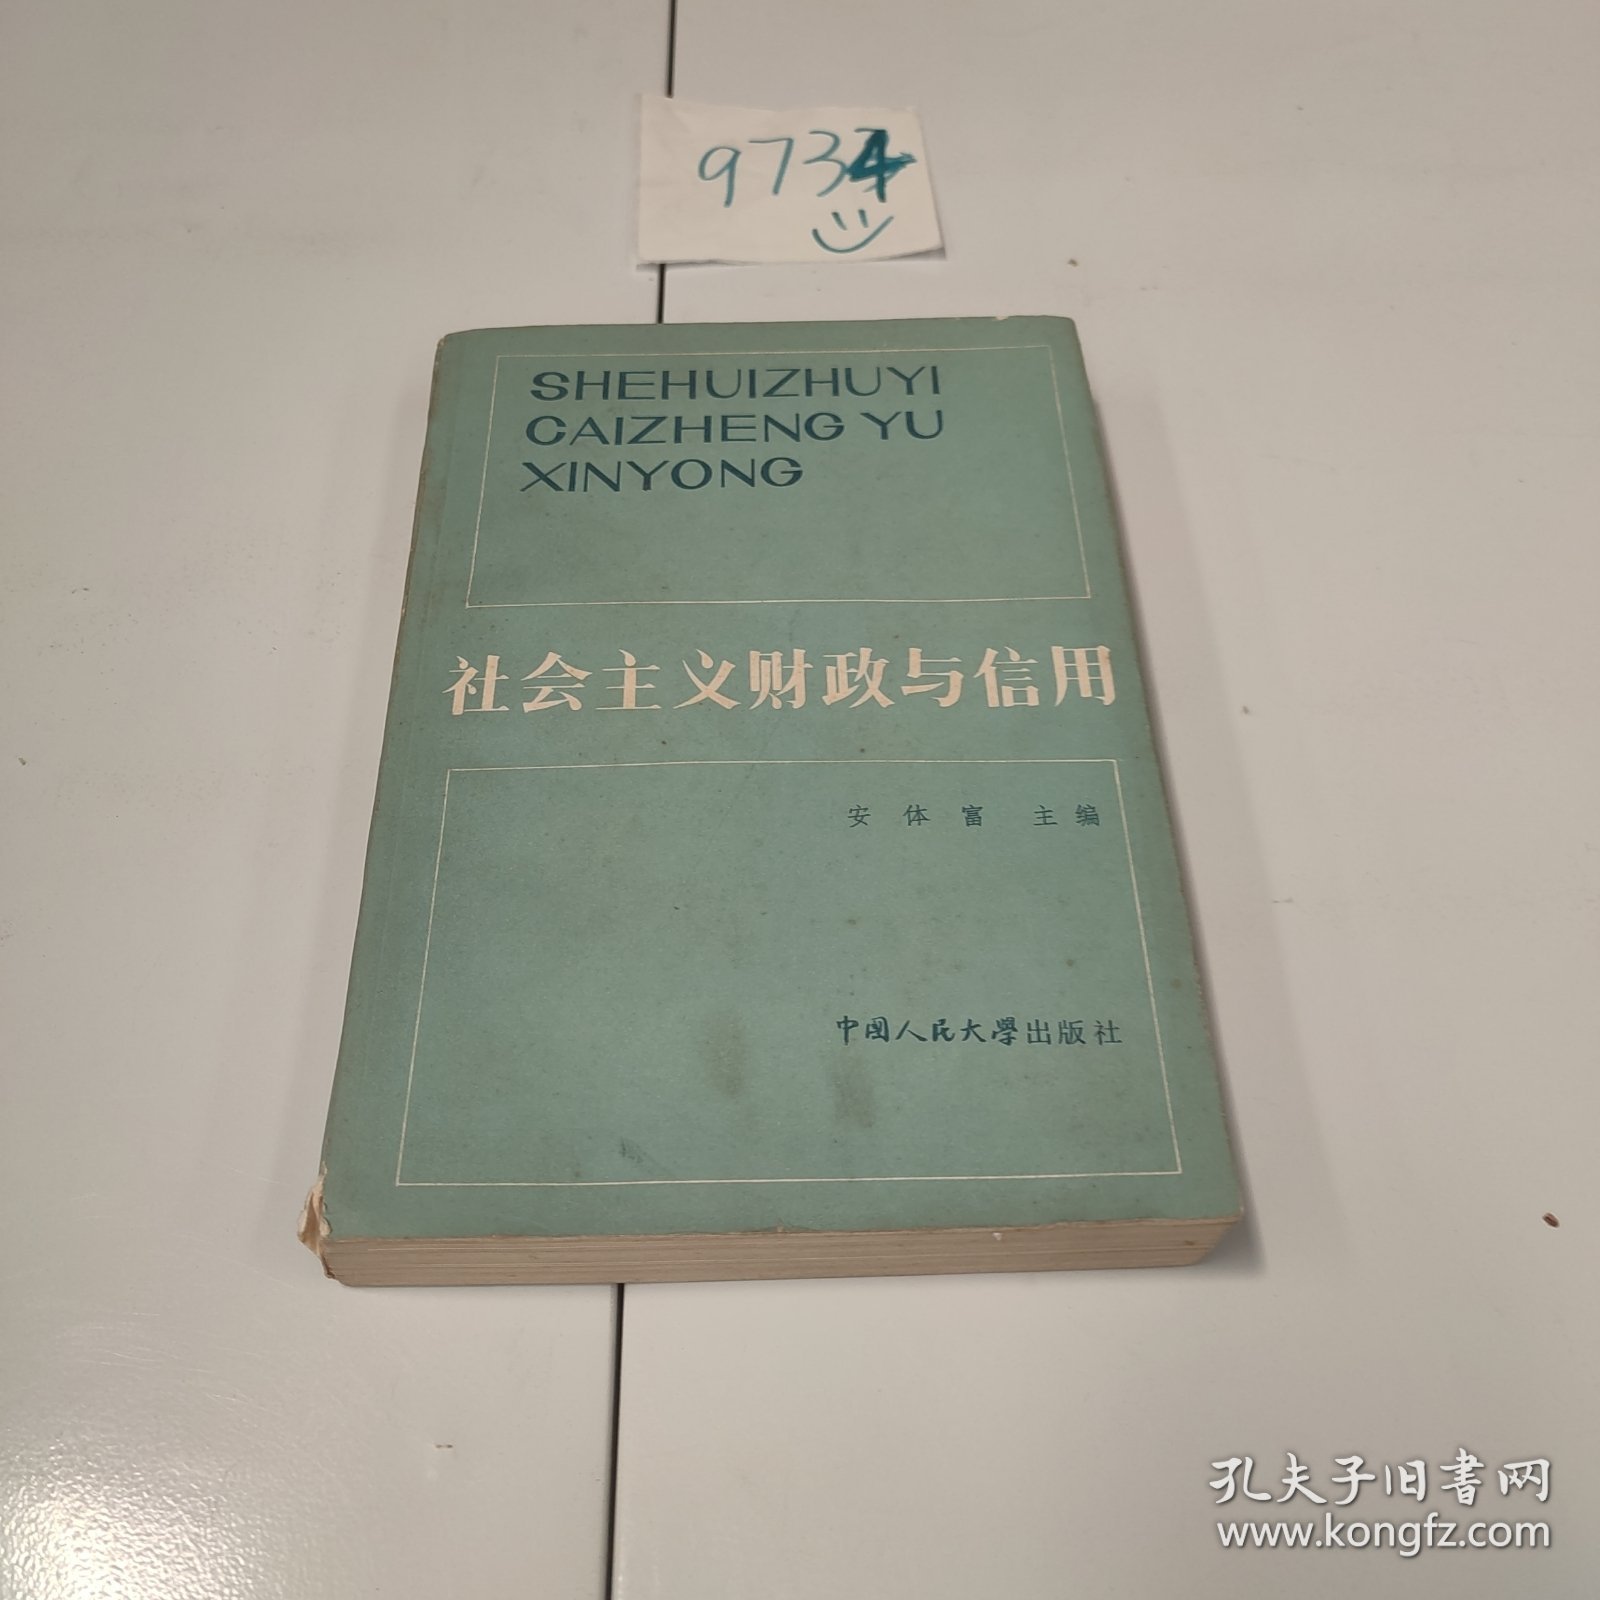 9734
SHEHUIZHUYI
CAIZHENG YU
XINYONG
社会主义财政与信用
安体富 主编
中国人民大學出版社
孔夫子旧書网
www.kongfz.com